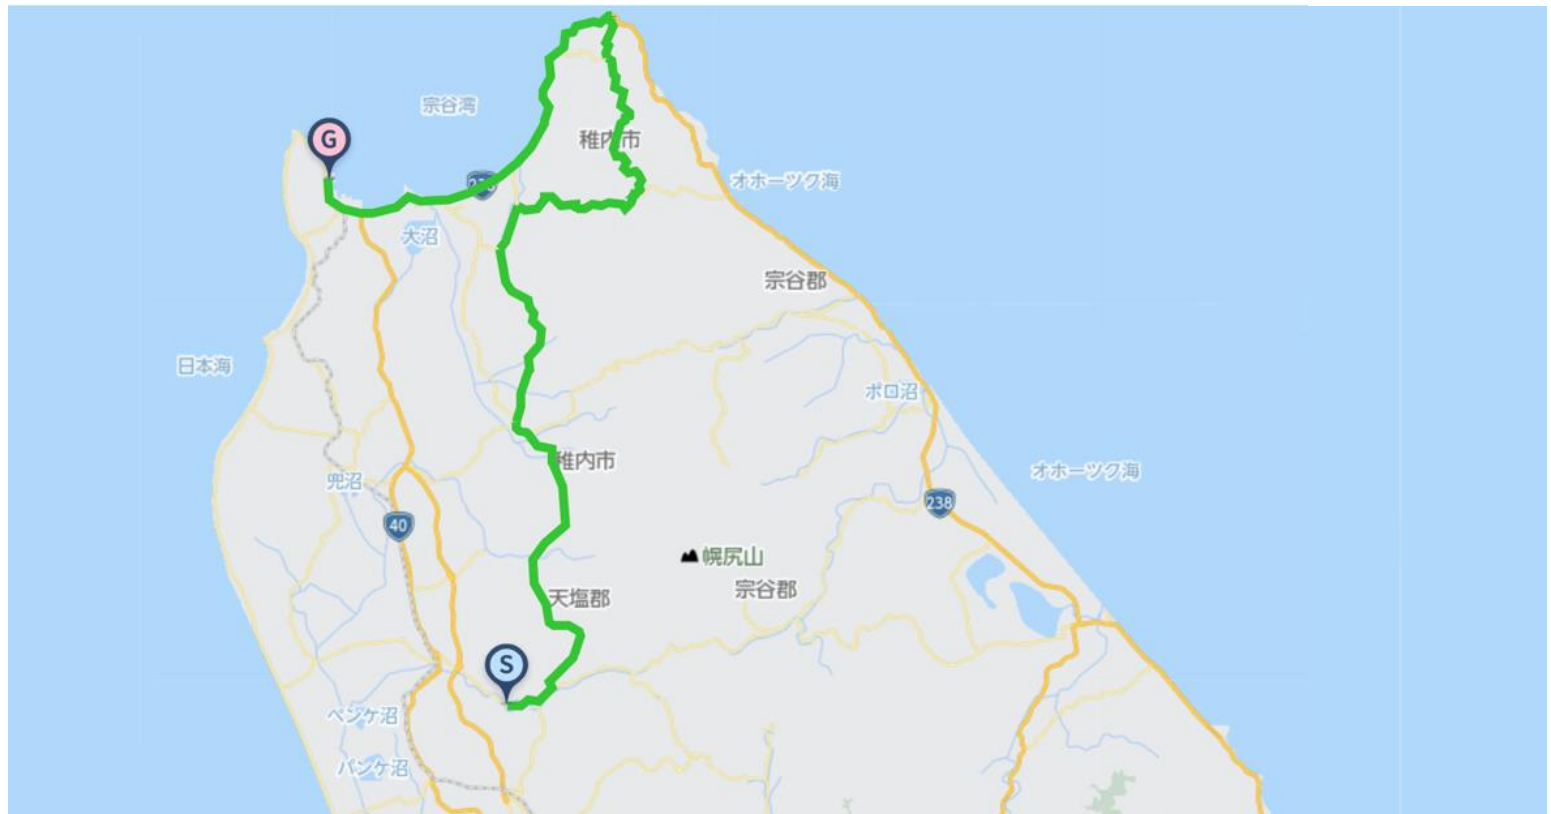 宗谷湾
G
稚内市
オホーツク海
大沼
宗谷郡
日本海
ポロ沼
稚内市
オホーツク海
兜沼
238
40
幌尻山
宗谷郡
天塩郡
S
ペンケ沼
パンケ沼